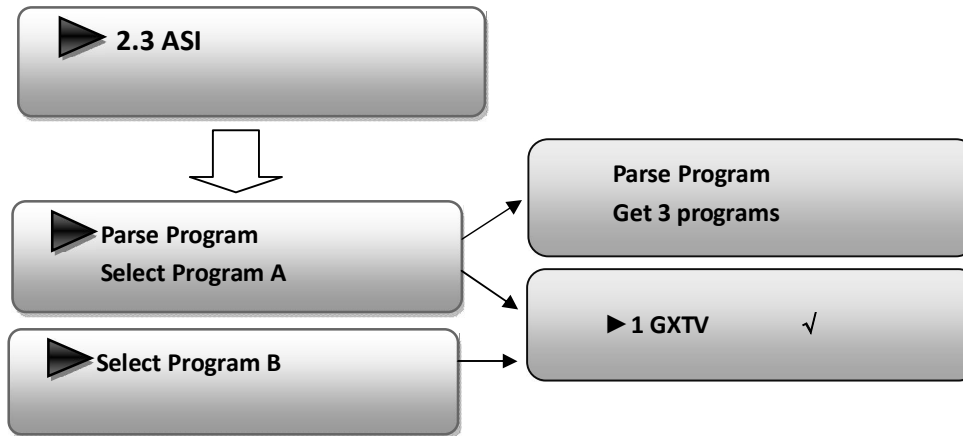 2.3 ASI
Parse Program
Select Program A
Parse Program
Get 3 programs
Select Program B
►1 GXTV √